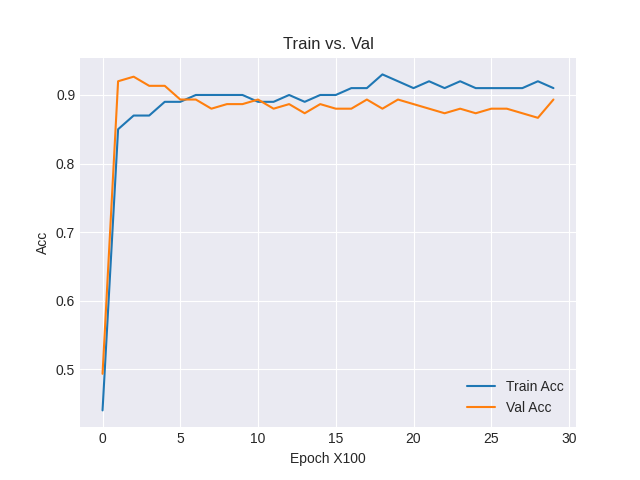 Train vs. Val
0.9
0.8
0.7
0.6
0.5
Acc
0 5 10 15 20 25 30
Epoch X100
Train Acc
Val Acc